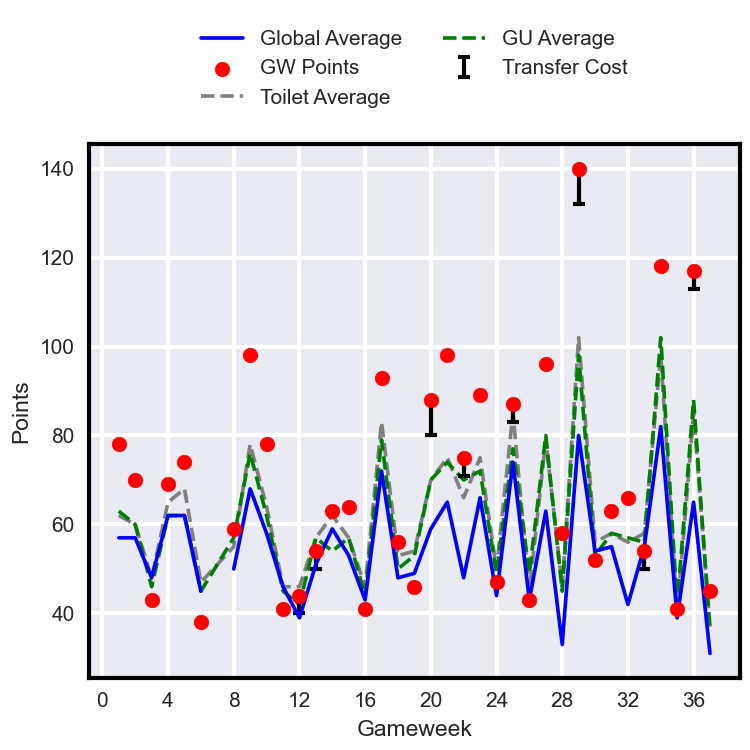 Global Average
GW Points
Toilet Average
GU Average
Transfer Cost
140
120
100
80
60
40
Points
0 4 8 12 16 20 24 28 32 36
Gameweek